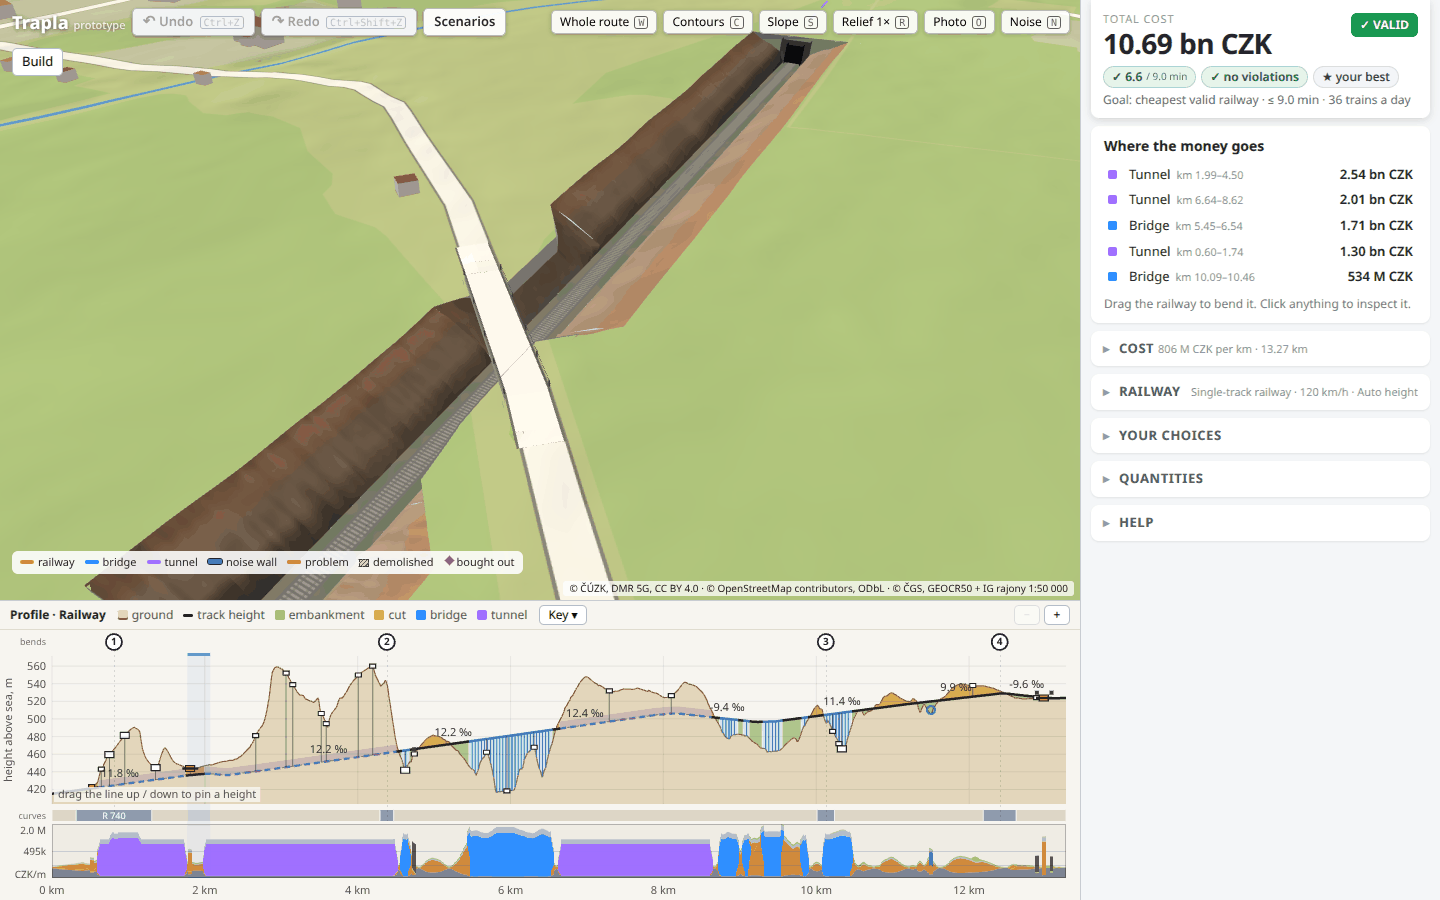 Trapla prototype
↶ Undo Ctrl+Z
↷ Redo Ctrl+Shift+Z
Scenarios
Whole route W
Contours C
Slope S
Relief 1× R
Photo O
Noise N
Build
railway
bridge
tunnel
noise wall
problem
demolished
bought out
© ČÚZK, DMR 5G, CC BY 4.0 · © OpenStreetMap contributors, ODbL · © ČGS, GEOCR50 + IG rajony 1:50 000
TOTAL COST
✓ VALID
10.69 bn CZK
✓ 6.6 / 9.0 min
✓ no violations
★ your best
Goal: cheapest valid railway · ≤ 9.0 min · 36 trains a day
Where the money goes
Tunnel km 1.99–4.50 2.54 bn CZK
Tunnel km 6.64–8.62 2.01 bn CZK
Bridge km 5.45–6.54 1.71 bn CZK
Tunnel km 0.60–1.74 1.30 bn CZK
Bridge km 10.09–10.46 534 M CZK
Drag the railway to bend it. Click anything to inspect it.
▶ COST 806 M CZK per km · 13.27 km
▶ RAILWAY Single-track railway · 120 km/h · Auto height
▶ YOUR CHOICES
▶ QUANTITIES
▶ HELP
Profile · Railway
ground
track height
embankment
cut
bridge
tunnel
Key ▾
−
+
bends
1
2
3
4
height above sea, m
560
540
520
500
480
460
440
420
11.8 ‰
12.2 ‰
12.2 ‰
12.4 ‰
-9.4 ‰
11.4 ‰
9.9 ‰
-9.6 ‰
drag the line up / down to pin a height
curves
R 740
2.0 M
495k
CZK/m
0 km
2 km
4 km
6 km
8 km
10 km
12 km